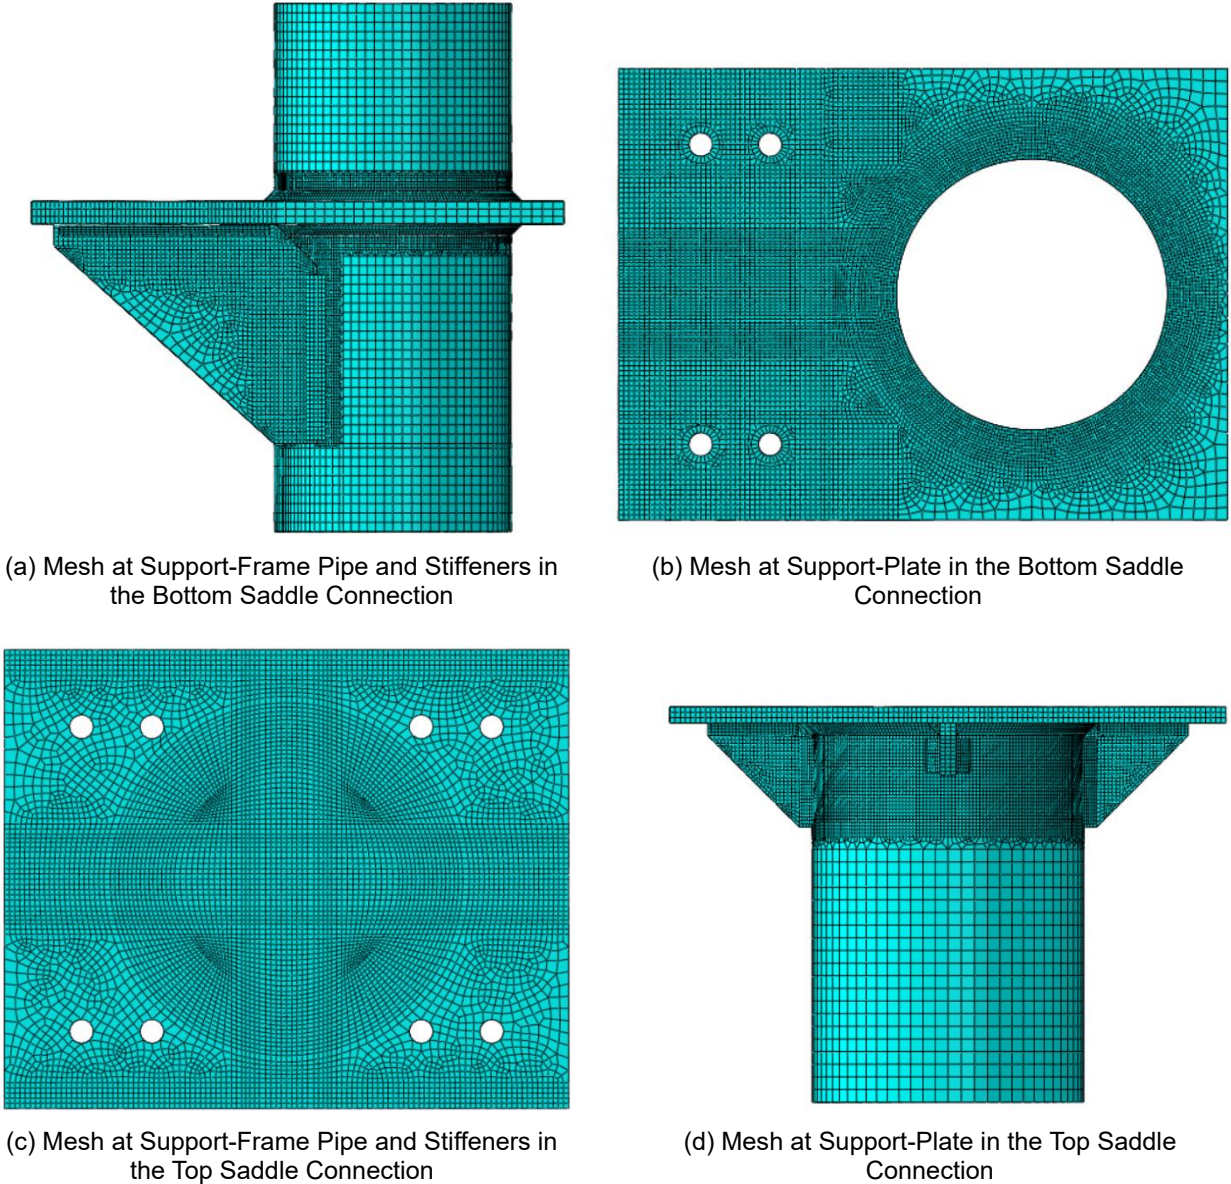 (a) Mesh at Support-Frame Pipe and Stiffeners in
the Bottom Saddle Connection
(b) Mesh at Support-Plate in the Bottom Saddle
Connection
(c) Mesh at Support-Frame Pipe and Stiffeners in
the Top Saddle Connection
(d) Mesh at Support-Plate in the Top Saddle
Connection